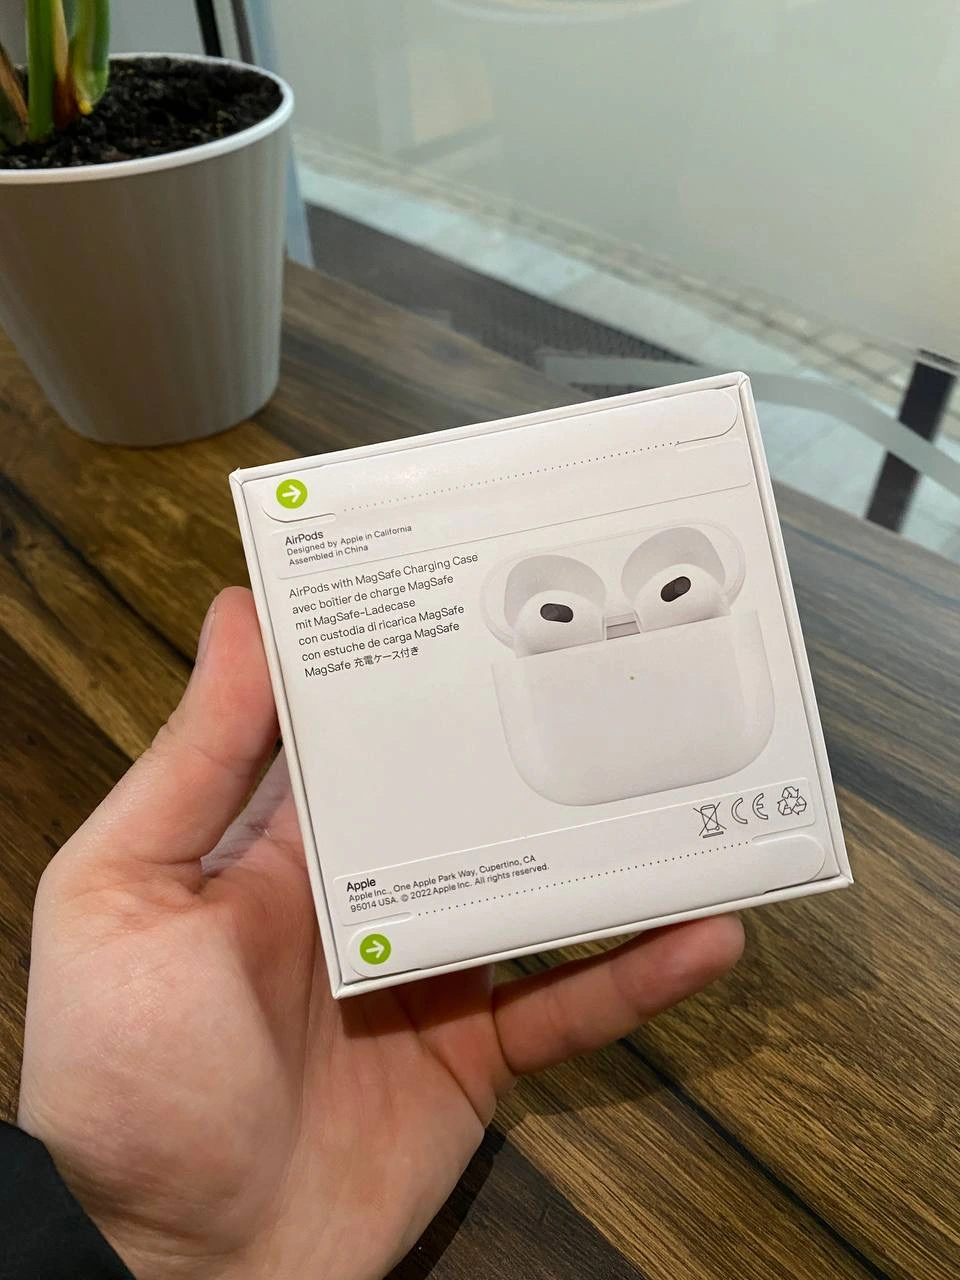 AirPods
Designed by Apple in California
Assembled in China
AirPods with MagSafe Charging Case
avec boîtier de charge MagSafe
mit MagSafe-Ladecase
con custodia di ricarica MagSafe
con estuche de carga MagSafe
MagSafe 充電ケース付き
Apple
Apple Inc., One Apple Park Way, Cupertino, CA
95014 USA. © 2022 Apple Inc. All rights reserved.
CE